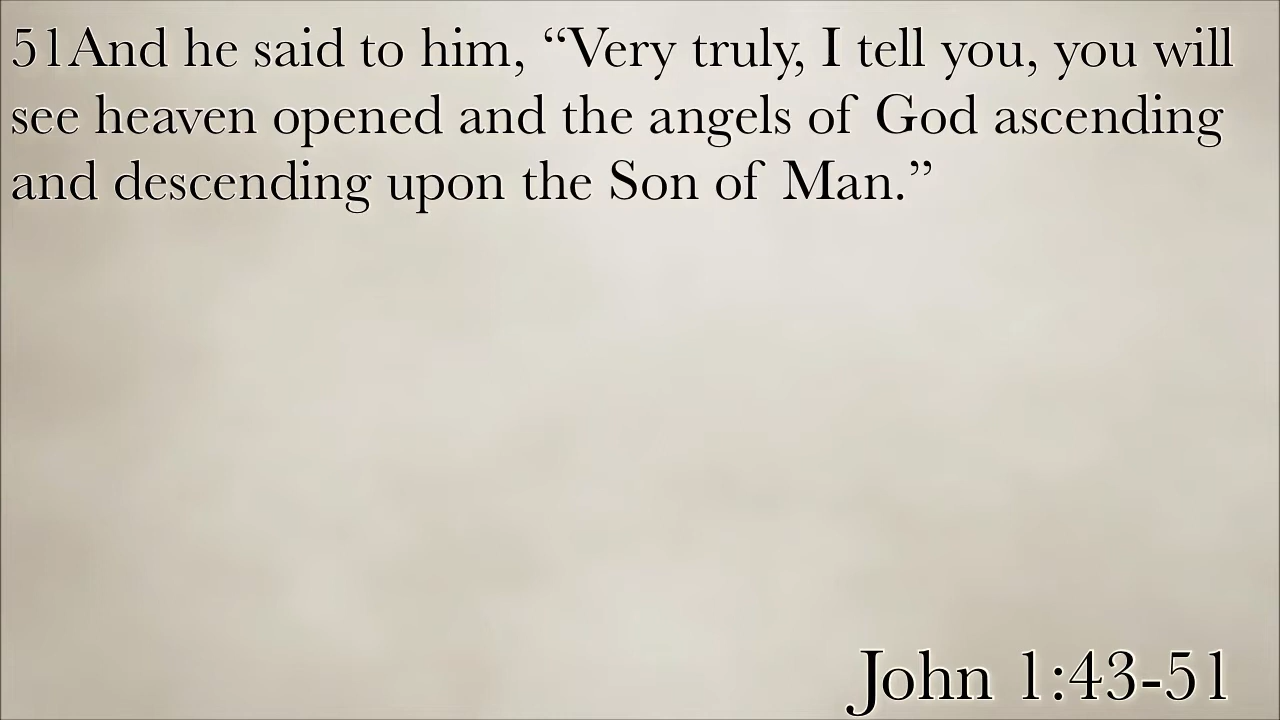 51And he said to him, “Very truly, I tell you, you will
see heaven opened and the angels of God ascending
and descending upon the Son of Man.”
John 1:43-51